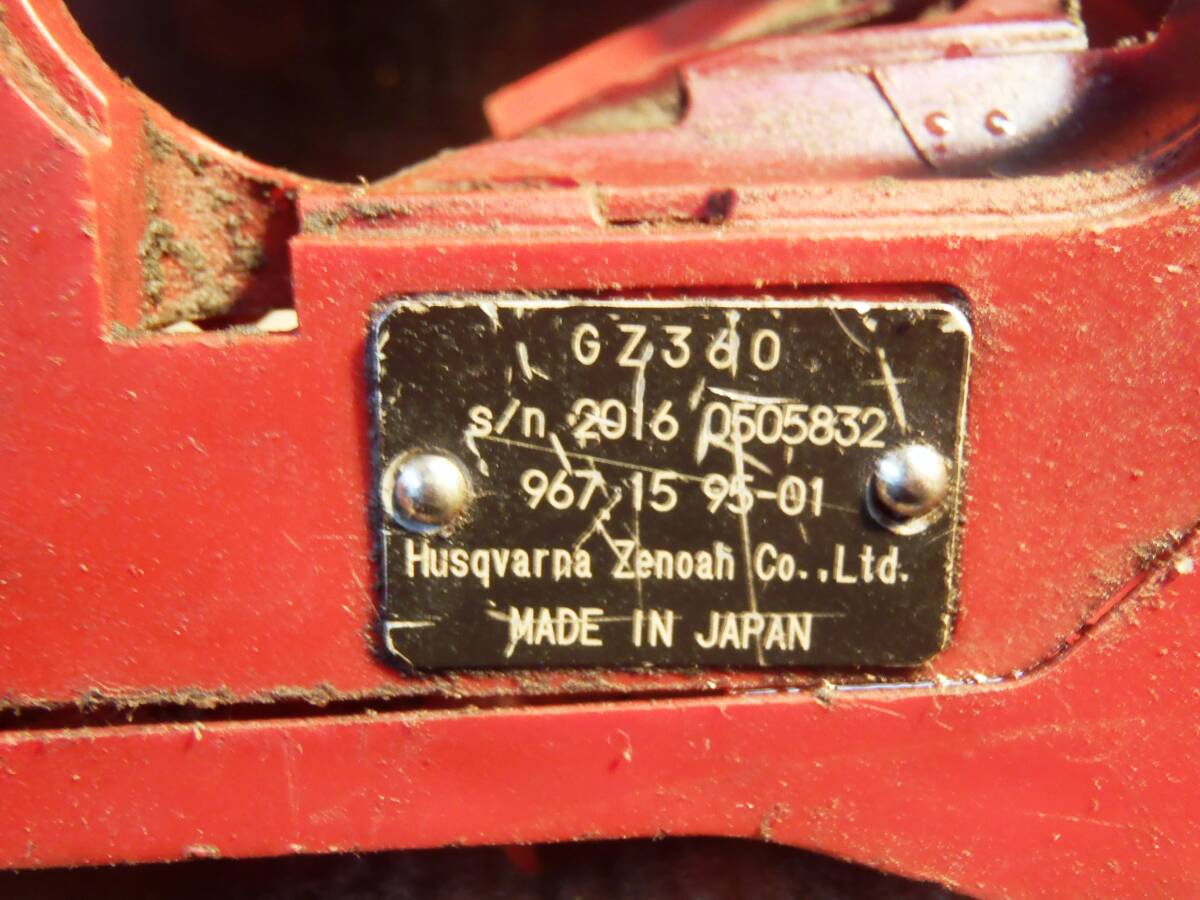 GZ360
s/n 2016 0505832
967 15 95-01
Husqvarna Zenoah Co.,Ltd.
MADE IN JAPAN